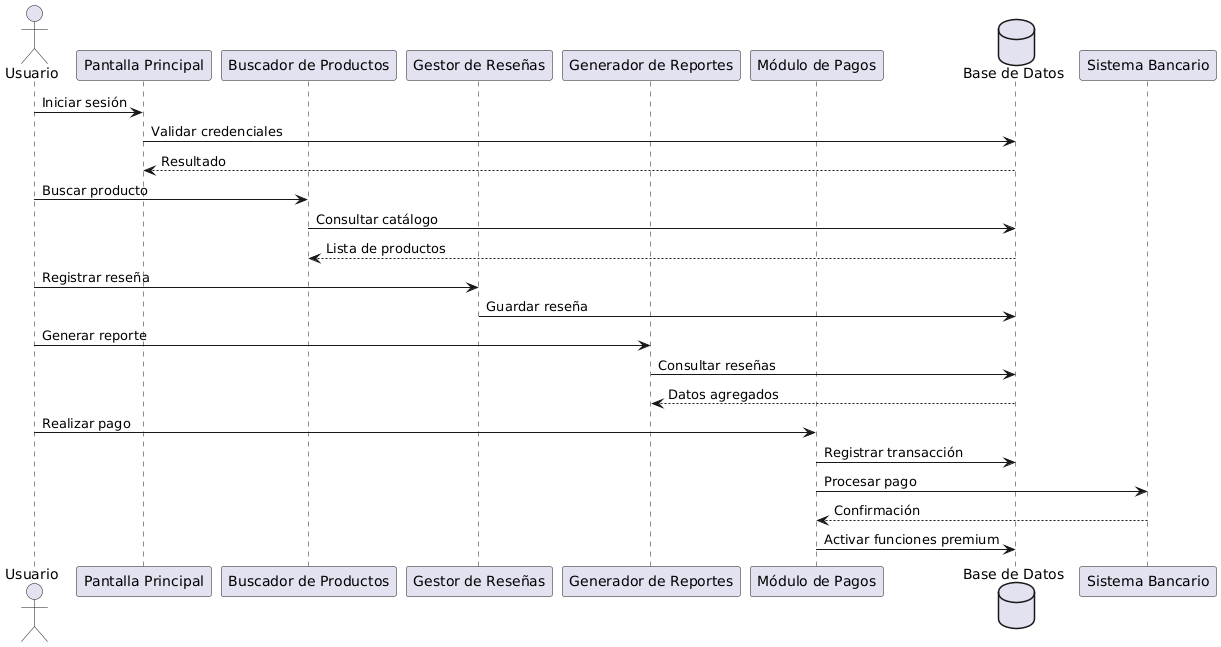 Usuario
Pantalla Principal
Buscador de Productos
Gestor de Reseñas
Generador de Reportes
Módulo de Pagos
Base de Datos
Sistema Bancario
Iniciar sesión
Validar credenciales
Resultado
Buscar producto
Consultar catálogo
Lista de productos
Registrar reseña
Guardar reseña
Generar reporte
Consultar reseñas
Datos agregados
Realizar pago
Registrar transacción
Procesar pago
Confirmación
Activar funciones premium
Usuario
Pantalla Principal
Buscador de Productos
Gestor de Reseñas
Generador de Reportes
Módulo de Pagos
Base de Datos
Sistema Bancario